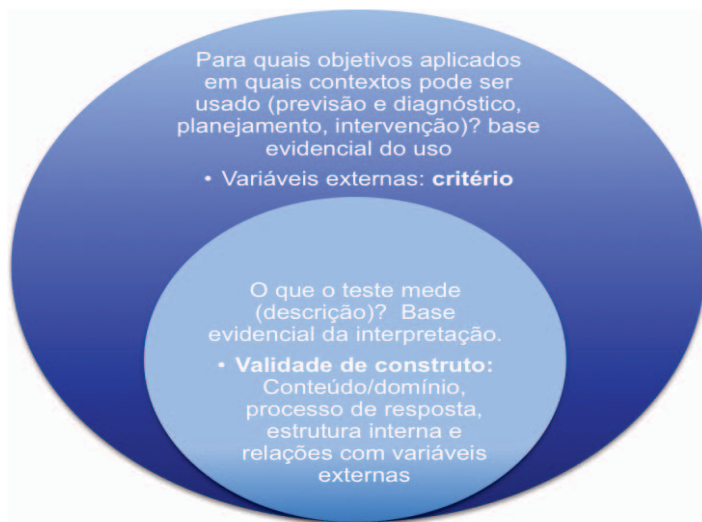 Para quais objetivos aplicados
em quais contextos pode ser
usado (previsão e diagnóstico,
planejamento, intervenção)? base
evidencial do uso
• Variáveis externas: critério
O que o teste mede
(descrição)? Base
evidencial da interpretação.
• Validade de construto:
Conteúdo/domínio,
processo de resposta,
estrutura interna e
relações com variáveis
externas